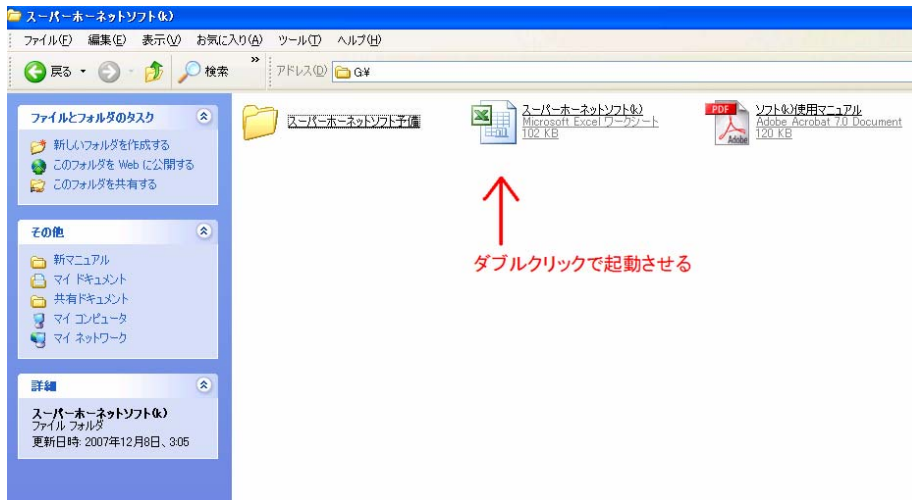 スーパーホーネットソフト(k)
ファイル(F) 編集(E) 表示(V) お気に入り(A) ツール(T) ヘルプ(H)
戻る 検索 » アドレス(D) G:¥
ファイルとフォルダのタスク
新しいフォルダを作成する
このフォルダを Web に公開する
このフォルダを共有する
その他
新マニュアル
マイ ドキュメント
共有ドキュメント
マイ コンピュータ
マイ ネットワーク
詳細
スーパーホーネットソフト(k)
ファイル フォルダ
更新日時: 2007年12月8日、3:05
スーパーホーネットソフト予備
スーパーホーネットソフト(k)
Microsoft Excel ワークシート
102 KB
PDF
Adobe
ソフト(k)使用マニュアル
Adobe Acrobat 7.0 Document
120 KB
ダブルクリックで起動させる